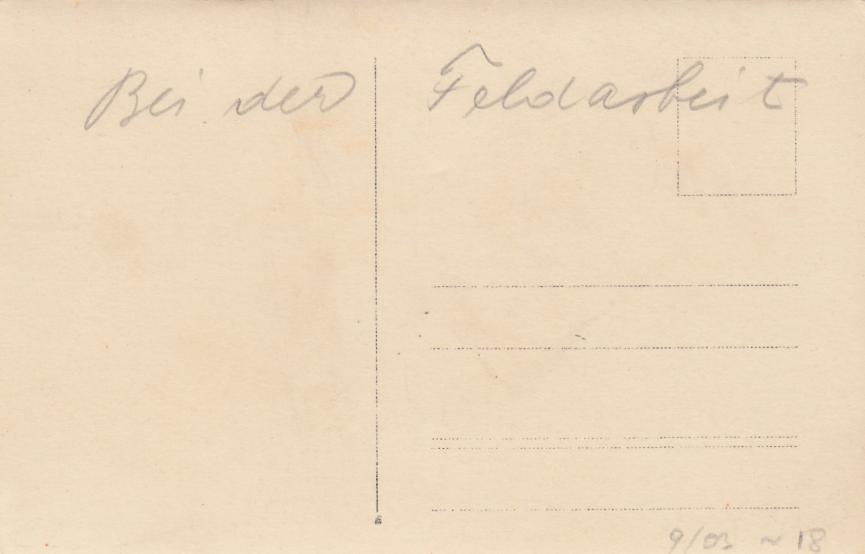 Bei der Feldarbeit
9/03 ~ 18